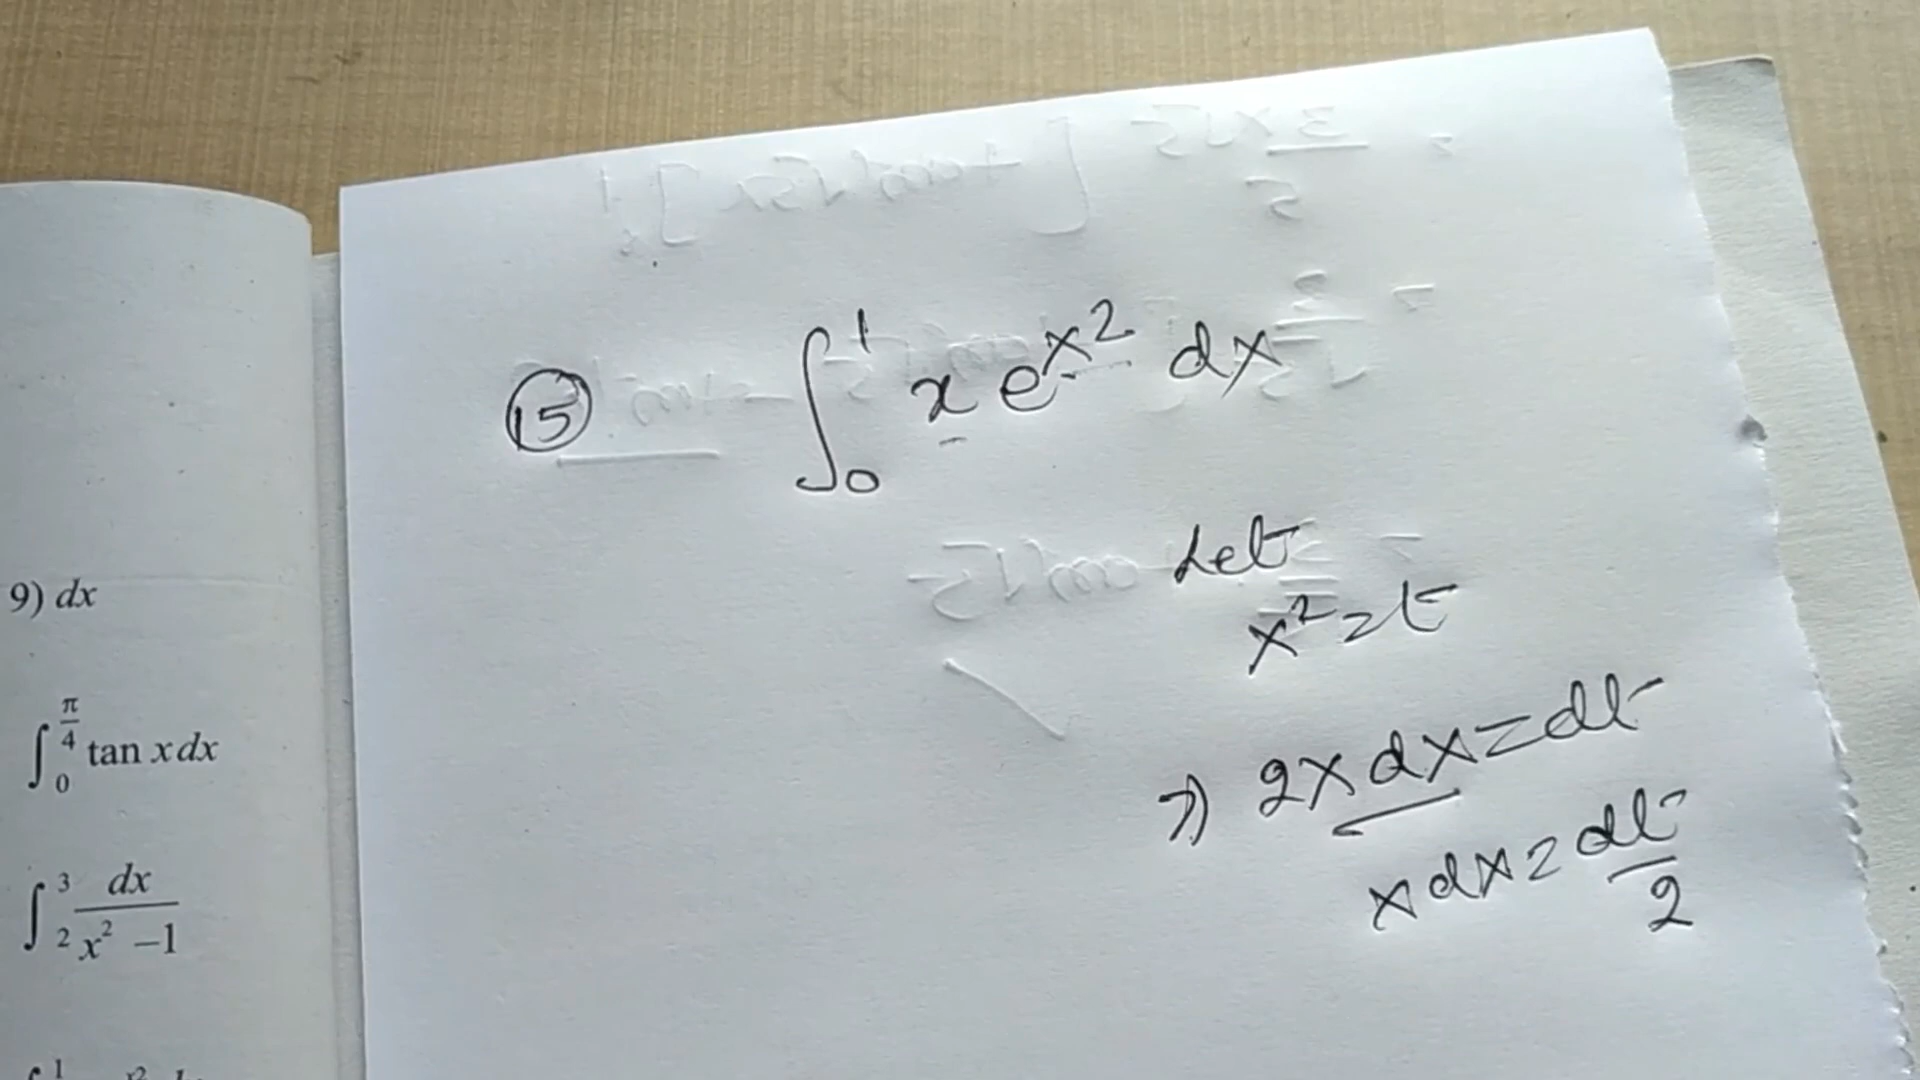 9) dx
∫₀^(π/4) tan x dx
∫₂³ dx/(x² −1)
(15) ∫₀¹ x e^(x²) dx
Let
x² = t
⇒ 2x dx = dt
x dx = dt/2